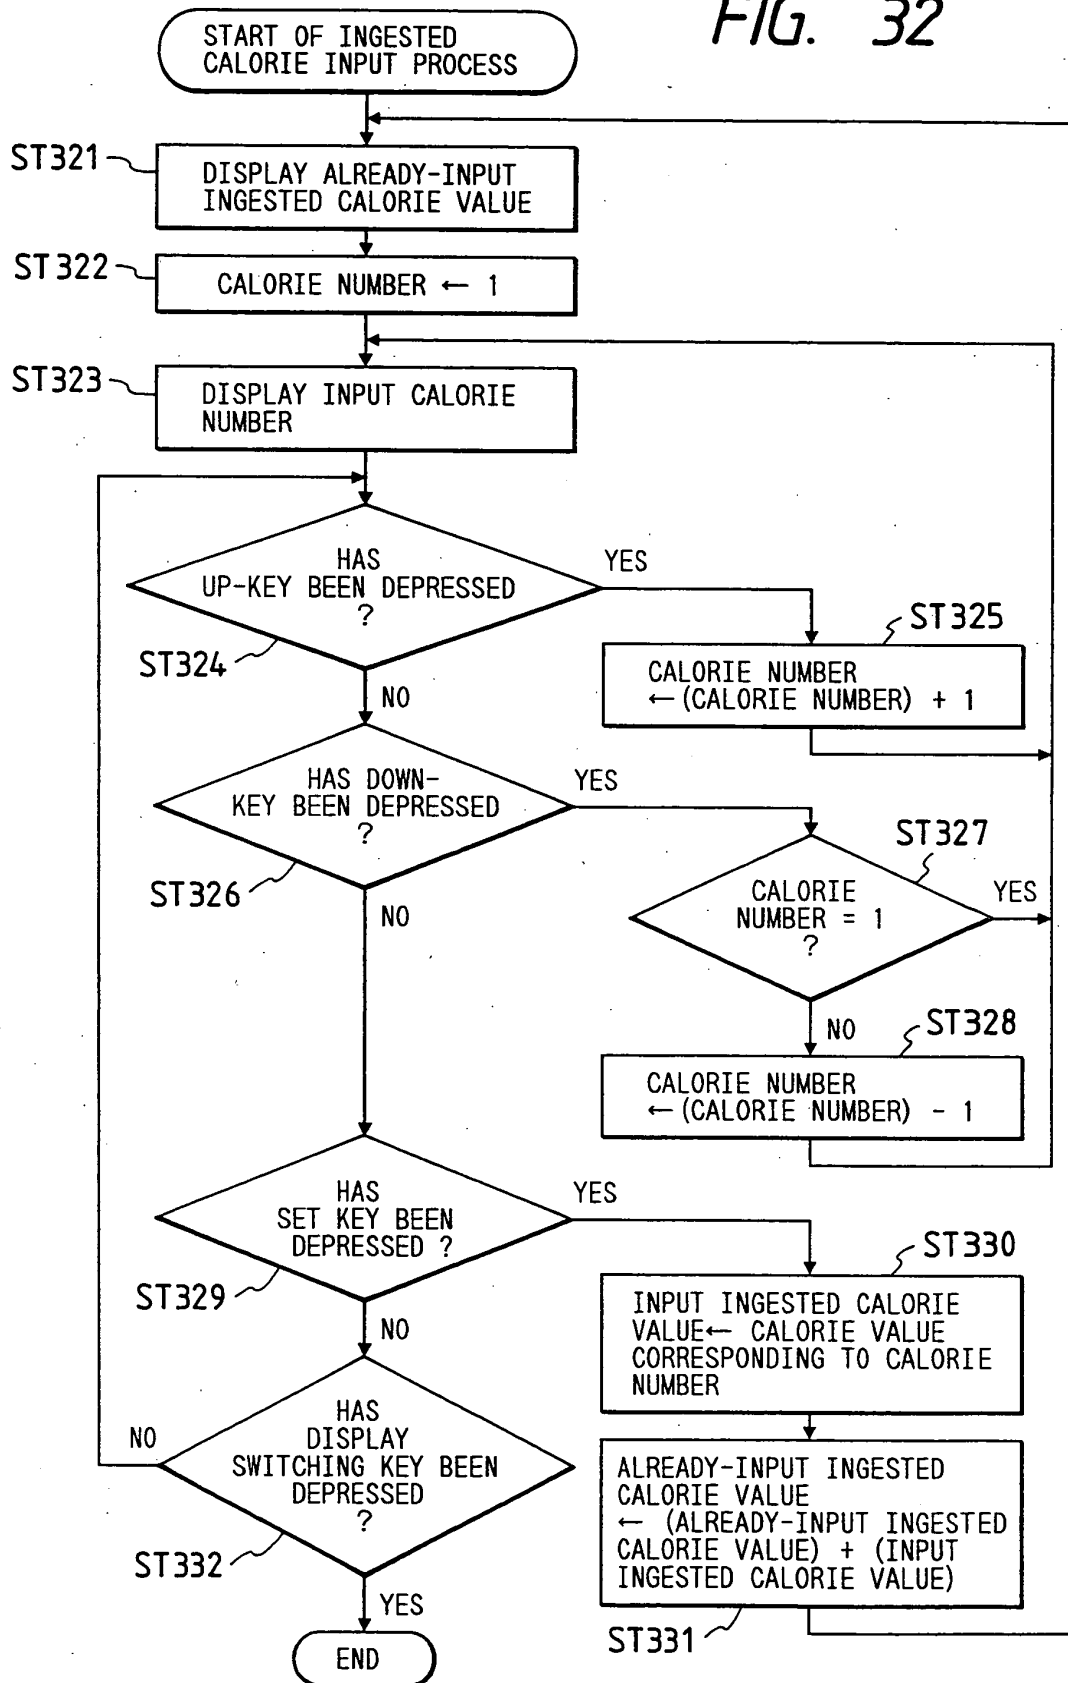 FIG. 32
START OF INGESTED
CALORIE INPUT PROCESS
ST321
DISPLAY ALREADY-INPUT
INGESTED CALORIE VALUE
ST322
CALORIE NUMBER ← 1
ST323
DISPLAY INPUT CALORIE
NUMBER
HAS
UP-KEY BEEN DEPRESSED
?
YES
ST324
NO
ST325
CALORIE NUMBER
←(CALORIE NUMBER) + 1
HAS DOWN-
KEY BEEN DEPRESSED
?
YES
ST326
NO
ST327
CALORIE
NUMBER = 1
?
YES
NO
ST328
CALORIE NUMBER
←(CALORIE NUMBER) - 1
HAS
SET KEY BEEN
DEPRESSED ?
YES
ST329
NO
ST330
INPUT INGESTED CALORIE
VALUE← CALORIE VALUE
CORRESPONDING TO CALORIE
NUMBER
HAS
DISPLAY
SWITCHING KEY BEEN
DEPRESSED
?
NO
ST332
YES
ALREADY-INPUT INGESTED
CALORIE VALUE
← (ALREADY-INPUT INGESTED
CALORIE VALUE) + (INPUT
INGESTED CALORIE VALUE)
ST331
END